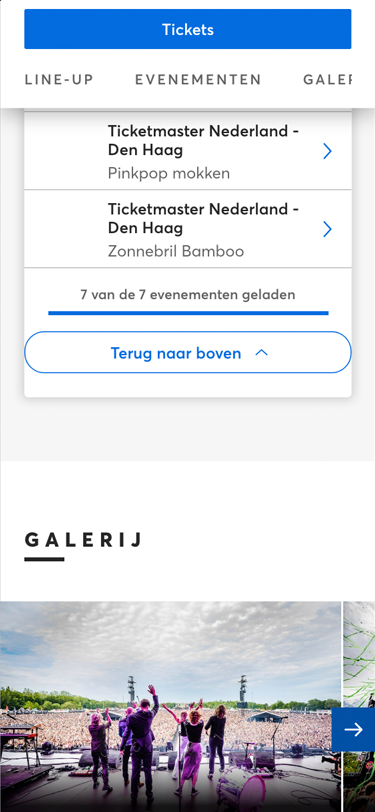 Tickets
LINE-UP EVENEMENTEN GALER
Ticketmaster Nederland -
Den Haag
Pinkpop mokken
Ticketmaster Nederland -
Den Haag
Zonnebril Bamboo
7 van de 7 evenementen geladen
Terug naar boven
GALERIJ